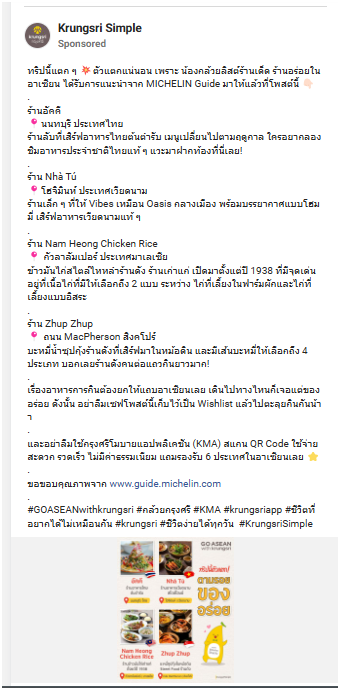 Krungsri Simple
Sponsored
ทริปนี้แตก ๆ 💥 ตัวแตกแน่นอน เพราะ น้องกล้วยลิสต์ร้านเด็ด ร้านอร่อยใน
อาเซียน ได้รับการแนะนำจาก MICHELIN Guide มาให้แล้วที่โพสต์นี้ 👇🏻
.
ร้านอัคคี
📍 นนทบุรี ประเทศไทย
ร้านลับที่เสิร์ฟอาหารไทยต้นตำรับ เมนูเปลี่ยนไปตามฤดูกาล ใครอยากลอง
ชิมอาหารประจำชาติไทยแท้ ๆ แวะมาฝากท้องที่นี่เลย!
.
ร้าน Nhà Tú
📍 โฮจิมินห์ ประเทศเวียดนาม
ร้านเล็ก ๆ ที่ให้ Vibes เหมือน Oasis กลางเมือง พร้อมบรรยากาศแบบโฮม
มี่ เสิร์ฟอาหารเวียดนามแท้ ๆ
.
ร้าน Nam Heong Chicken Rice
📍 กัวลาลัมเปอร์ ประเทศมาเลเซีย
ข้าวมันไก่สไตล์ไหหลำร้านดัง ร้านเก่าแก่ เปิดมาตั้งแต่ปี 1938 ที่มีจุดเด่น
อยู่ที่เนื้อไก่ที่มีให้เลือกถึง 2 แบบ ระหว่าง ไก่ที่เลี้ยงในฟาร์มผักและไก่ที่
เลี้ยงแบบอิสระ
.
ร้าน Zhup Zhup
📍 ถนน MacPherson สิงคโปร์
บะหมี่น้ำซุปกุ้งร้านดังที่เสิร์ฟมาในหม้อดิน และมีเส้นบะหมี่ให้เลือกถึง 4
ประเภท บอกเลยร้านดังคนต่อแถวกันยาวมาก!
.
เรื่องอาหารการกินต้องยกให้แถบอาเซียนเลย เดินไปทางไหนก็เจอแต่ของ
อร่อย ดังนั้น อย่าลืมเซฟโพสต์นี้เก็บไว้เป็น Wishlist แล้วไปตะลุยกินกันน้า
า
.
และอย่าลืมใช้กรุงศรีโมบายแอปพลิเคชัน (KMA) สแกน QR Code ใช้จ่าย
สะดวก รวดเร็ว ไม่มีค่าธรรมเนียม แถมรองรับ 6 ประเทศในอาเซียนเลย ⭐
.
ขอขอบคุณภาพจาก www.guide.michelin.com
.
#GOASEANwithkrungsri #กล้วยกรุงศรี #KMA #krungsriapp #ชีวิตที่
อยากได้ไม่เหมือนกัน #krungsri #ชีวิตง่ายได้ทุกวัน #KrungsriSimple
GO ASEAN
with krungsri
ทริปนี้ตัวแตก!
ตามรอย
ของ
อร่อย
อัคคี
Nhà Tú
Nam Heong
Chicken Rice
Zhup Zhup